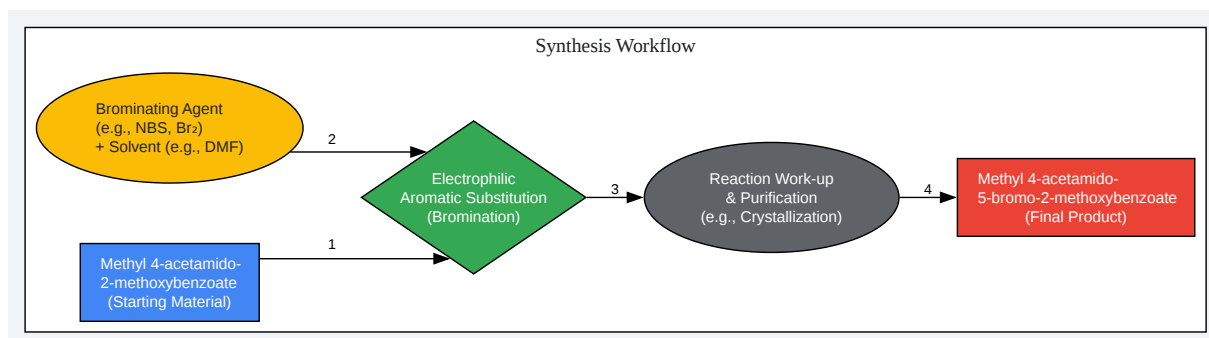 Synthesis Workflow
Brominating Agent
(e.g., NBS, Br₂)
+ Solvent (e.g., DMF)
2
Methyl 4-acetamido-
2-methoxybenzoate
(Starting Material)
1
Electrophilic
Aromatic Substitution
(Bromination)
3
Reaction Work-up
& Purification
(e.g., Crystallization)
4
Methyl 4-acetamido-
5-bromo-2-methoxybenzoate
(Final Product)